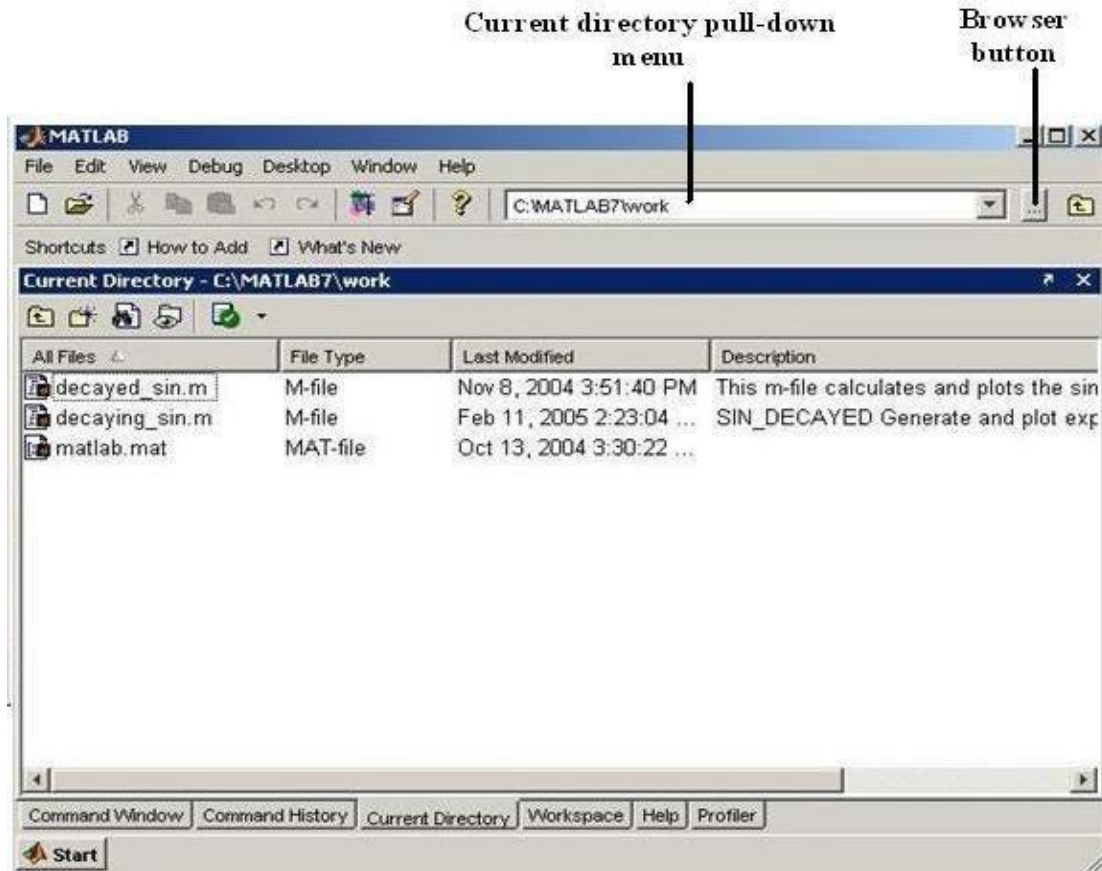 Current directory pull-down menu
Browser button
MATLAB
File Edit View Debug Desktop Window Help
C:\MATLAB7\work
...
Shortcuts How to Add What's New
Current Directory - C:\MATLAB7\work
All Files File Type Last Modified Description
decayed_sin.m M-file Nov 8, 2004 3:51:40 PM This m-file calculates and plots the sin
decaying_sin.m M-file Feb 11, 2005 2:23:04 ... SIN_DECAYED Generate and plot exp
matlab.mat MAT-file Oct 13, 2004 3:30:22 ...
Command Window Command History Current Directory Workspace Help Profiler
Start